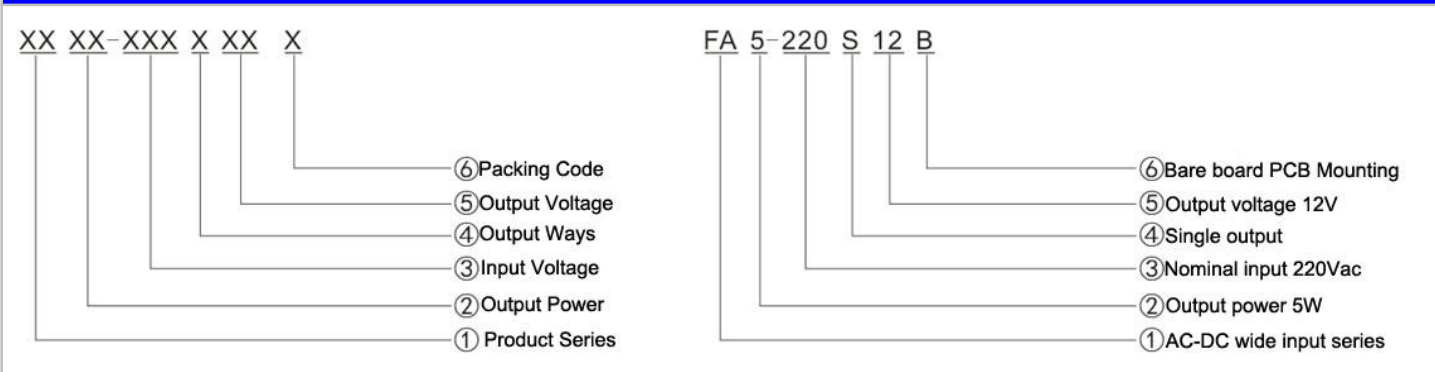 XX XX-XXX X XX X
⑥Packing Code
⑤Output Voltage
④Output Ways
③Input Voltage
②Output Power
① Product Series
FA 5-220 S 12 B
⑥Bare board PCB Mounting
⑤Output voltage 12V
④Single output
③Nominal input 220Vac
②Output power 5W
①AC-DC wide input series